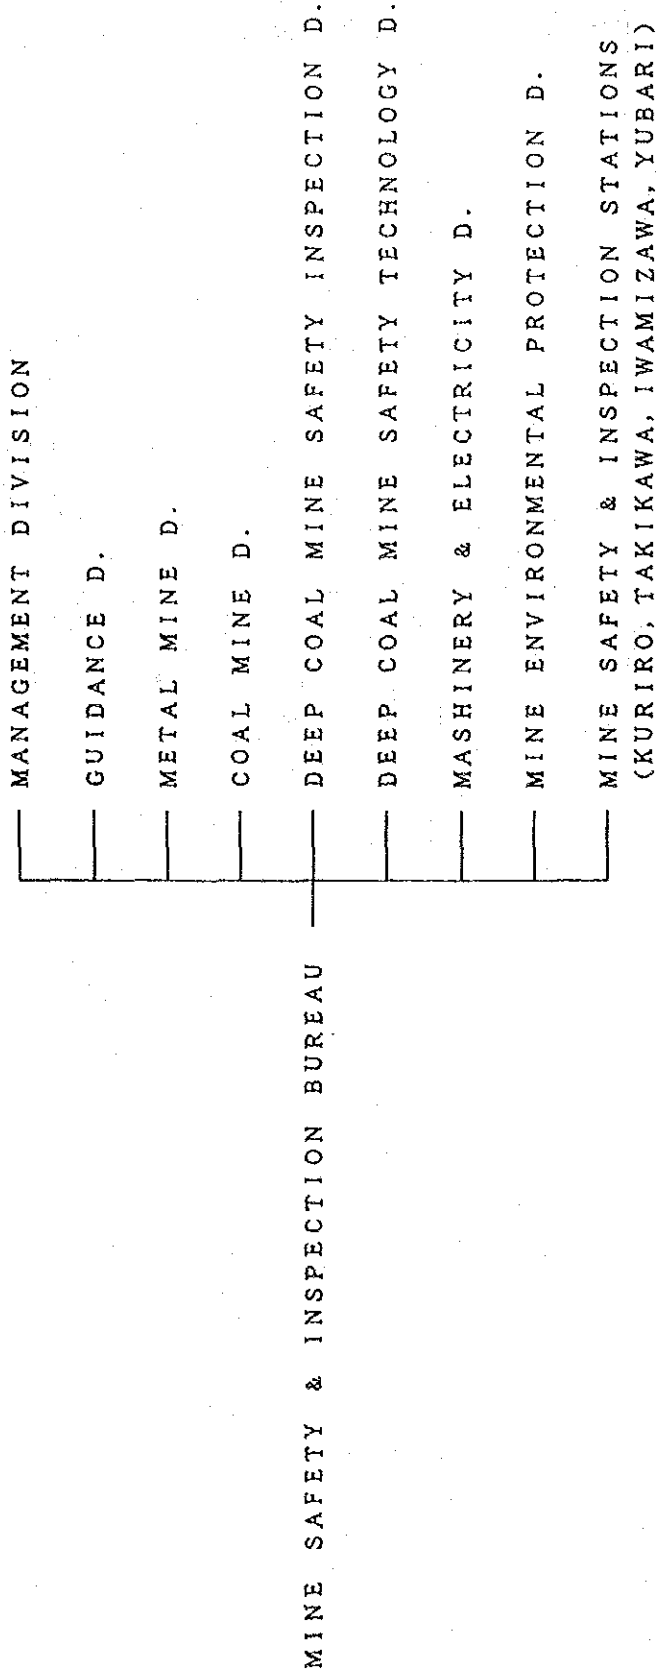 MINE SAFETY & INSPECTION BUREAU
MANAGEMENT DIVISION
GUIDANCE D.
METAL MINE D.
COAL MINE D.
DEEP COAL MINE SAFETY INSPECTION D.
DEEP COAL MINE SAFETY TECHNOLOGY D.
MASHINERY & ELECTRICITY D.
MINE ENVIRONMENTAL PROTECTION D.
MINE SAFETY & INSPECTION STATIONS
(KURIRO, TAKIKAWA, IWAMIZAWA, YUBARI)